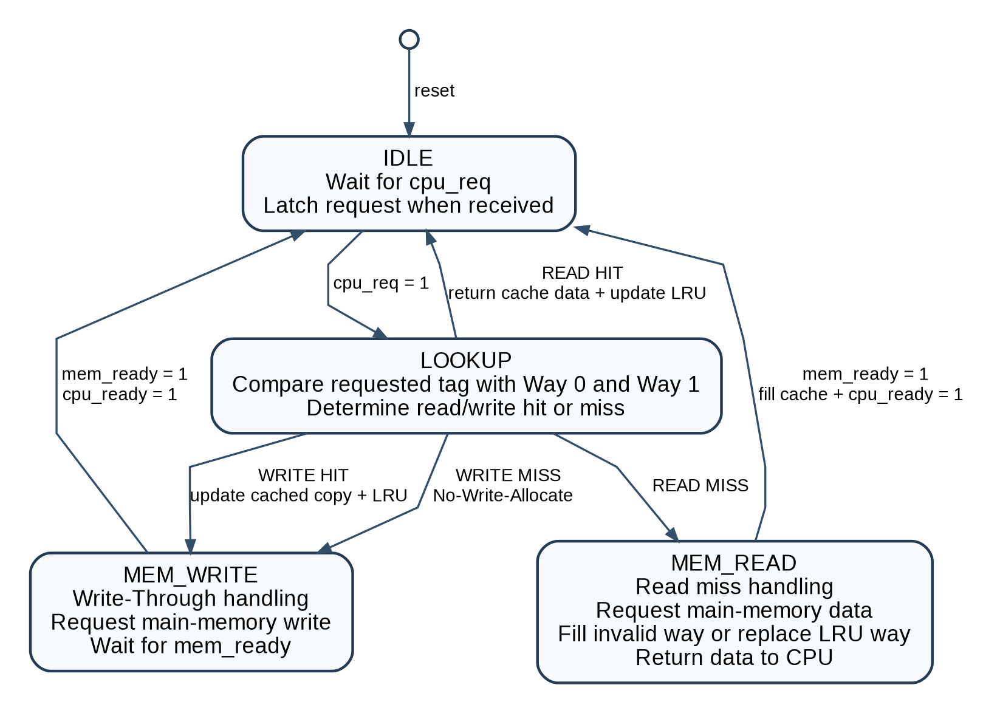 reset
IDLE
Wait for cpu_req
Latch request when received
cpu_req = 1
READ HIT
return cache data + update LRU
LOOKUP
Compare requested tag with Way 0 and Way 1
Determine read/write hit or miss
mem_ready = 1
cpu_ready = 1
mem_ready = 1
fill cache + cpu_ready = 1
WRITE HIT
update cached copy + LRU
WRITE MISS
No-Write-Allocate
READ MISS
MEM_WRITE
Write-Through handling
Request main-memory write
Wait for mem_ready
MEM_READ
Read miss handling
Request main-memory data
Fill invalid way or replace LRU way
Return data to CPU